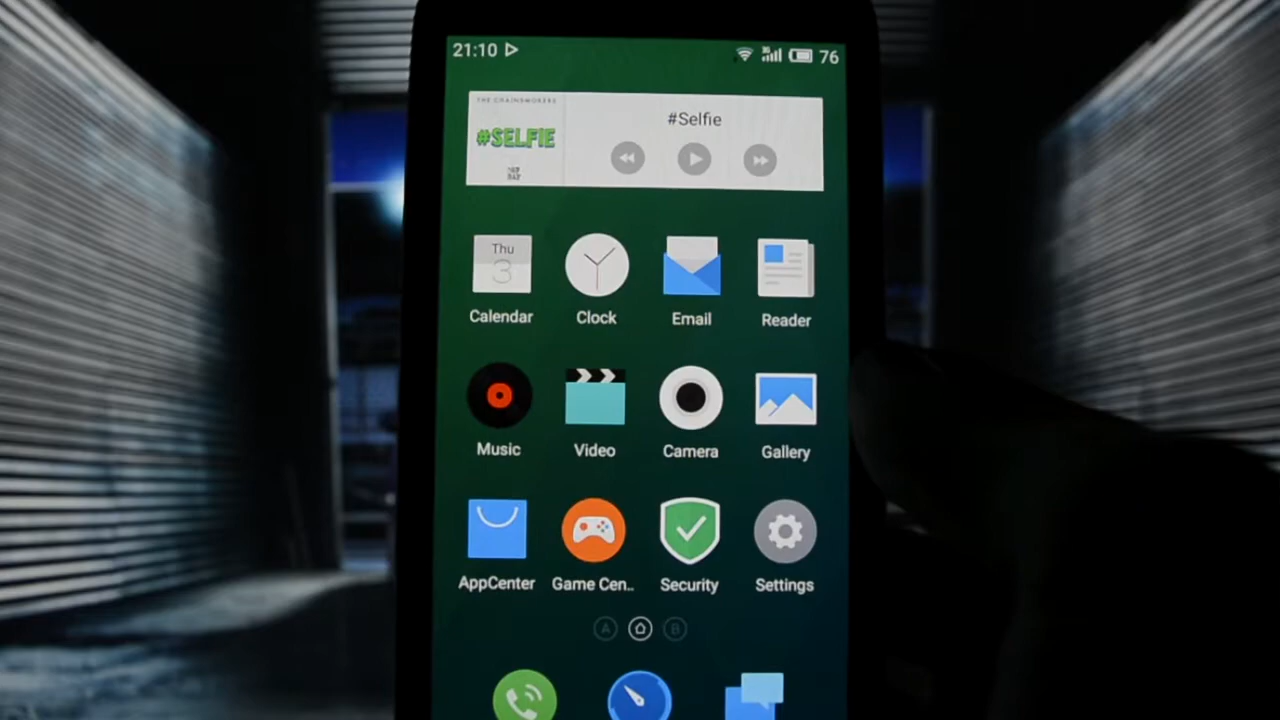 21:10
76
THE CHAINSMOKERS
#SELFIE
#Selfie
Thu
3
Calendar
Clock
Email
Reader
Music
Video
Camera
Gallery
AppCenter
Game Cen..
Security
Settings
A
B